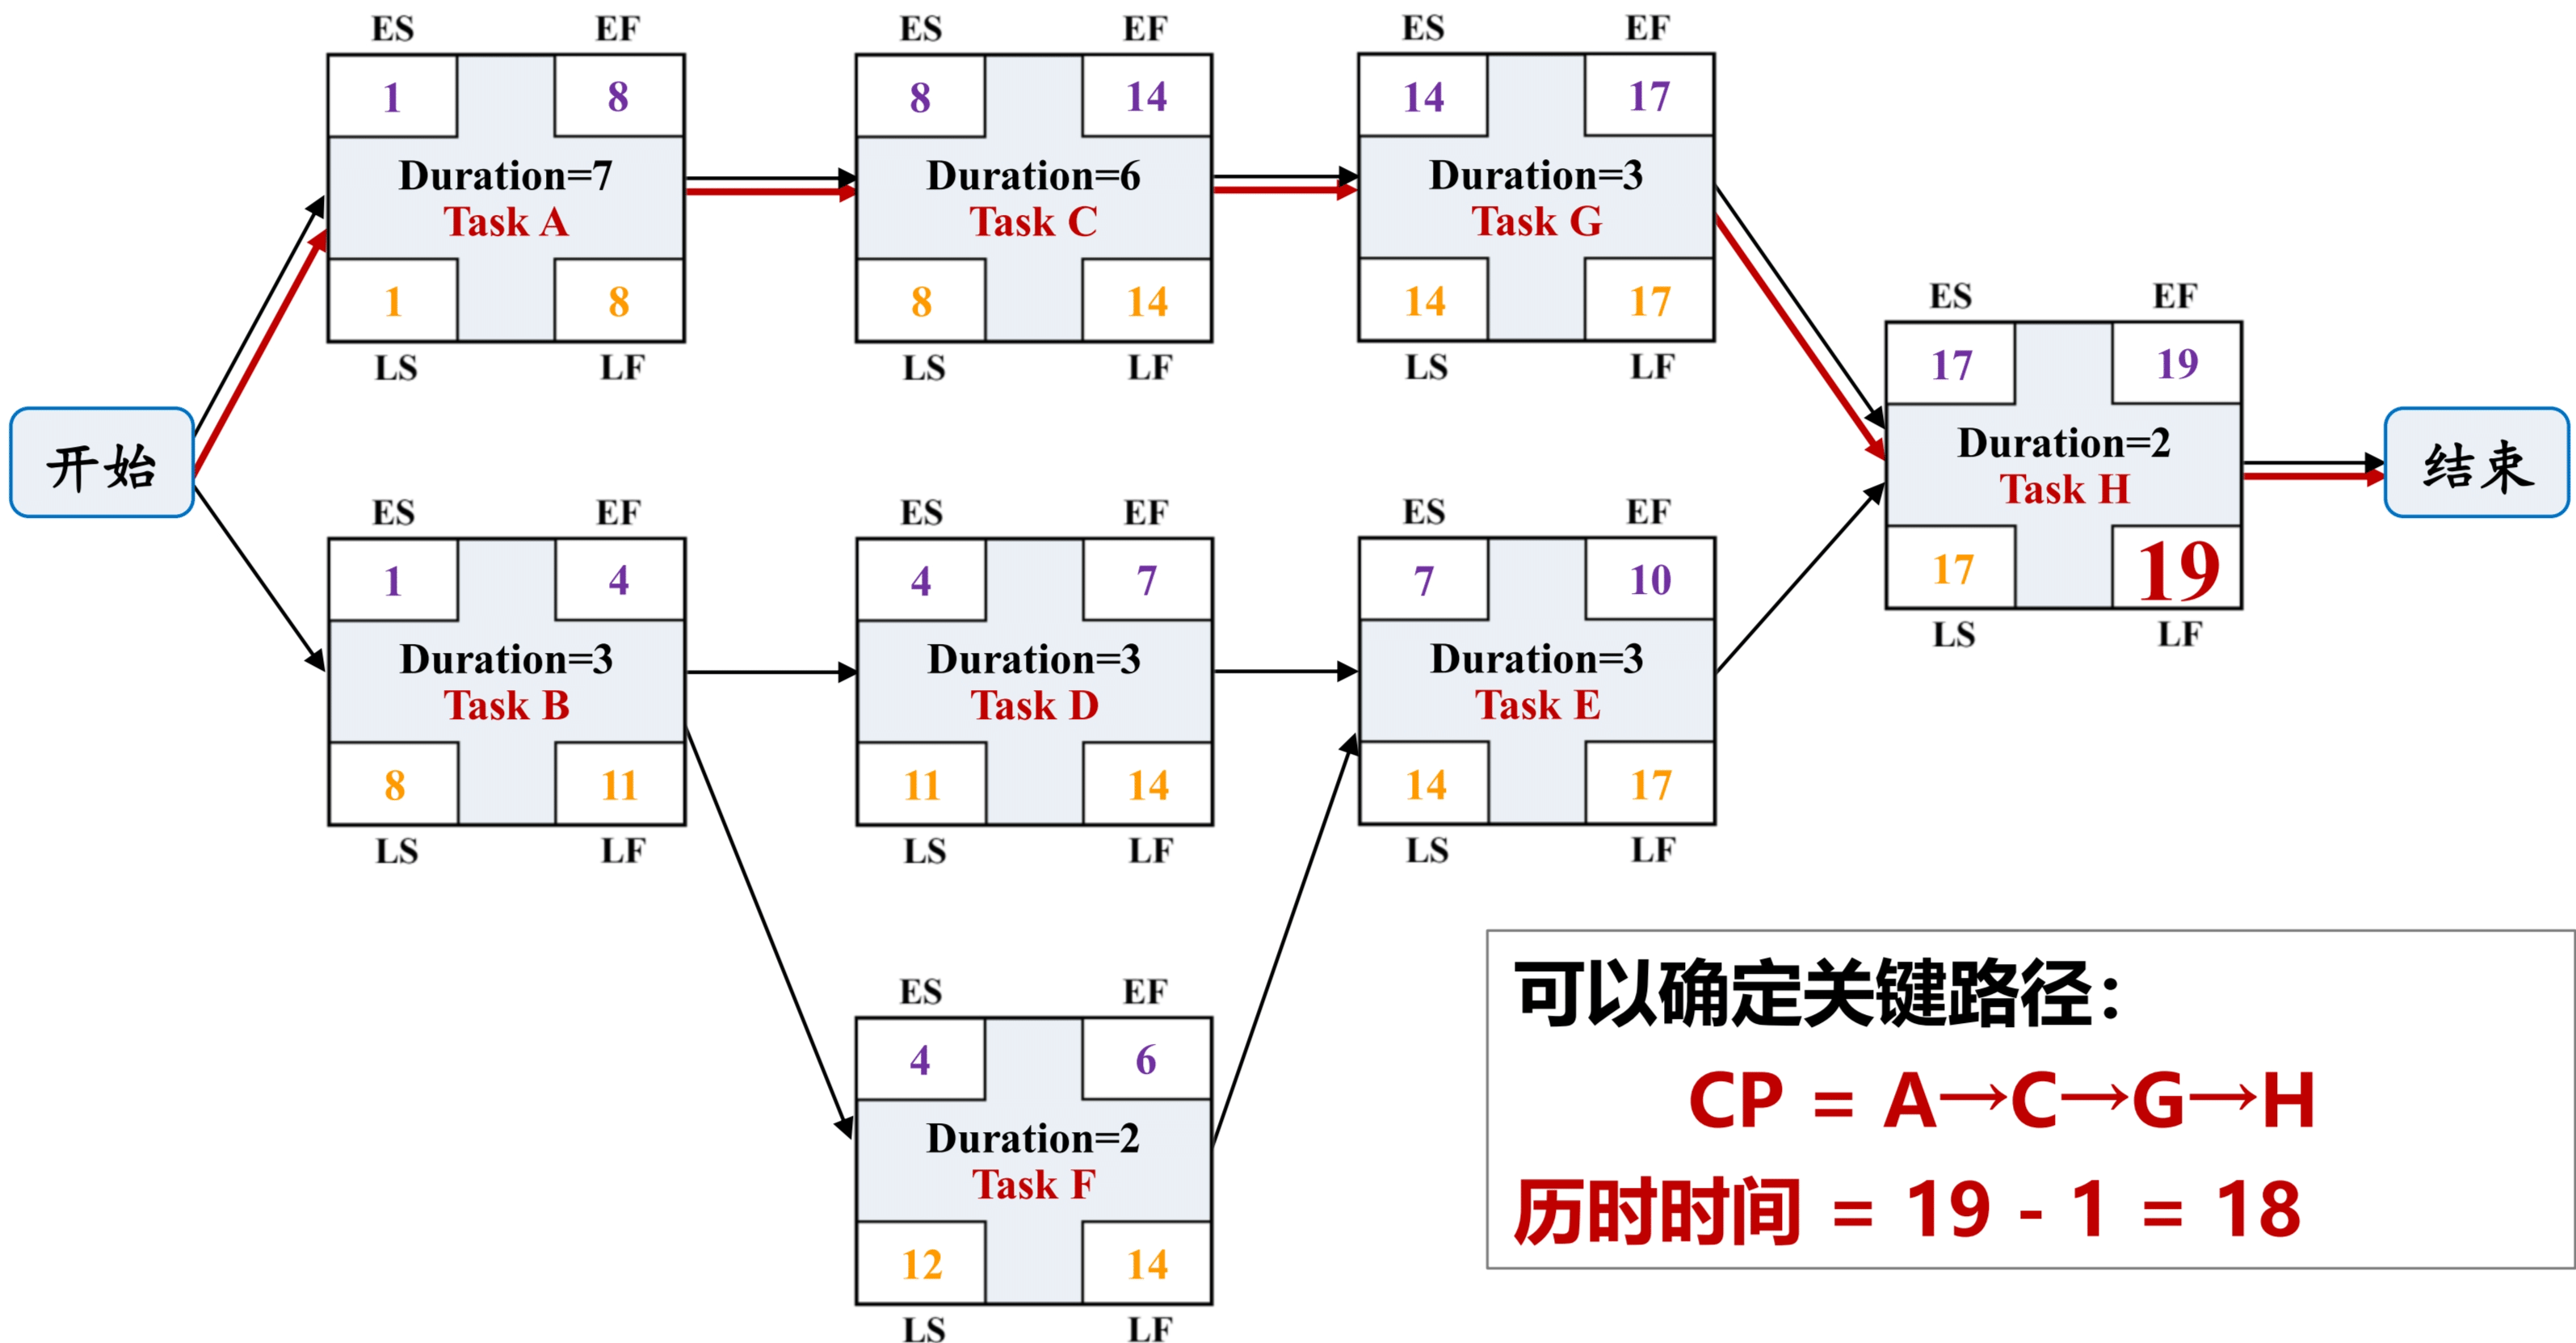 ES EF
1 8
Duration=7
Task A
1 8
LS LF
ES EF
8 14
Duration=6
Task C
8 14
LS LF
ES EF
14 17
Duration=3
Task G
14 17
LS LF
ES EF
17 19
Duration=2
Task H
17 19
LS LF
开始
结束
ES EF
1 4
Duration=3
Task B
8 11
LS LF
ES EF
4 7
Duration=3
Task D
11 14
LS LF
ES EF
7 10
Duration=3
Task E
14 17
LS LF
ES EF
4 6
Duration=2
Task F
12 14
LS LF
可以确定关键路径：
CP = A→C→G→H
历时时间 = 19 - 1 = 18